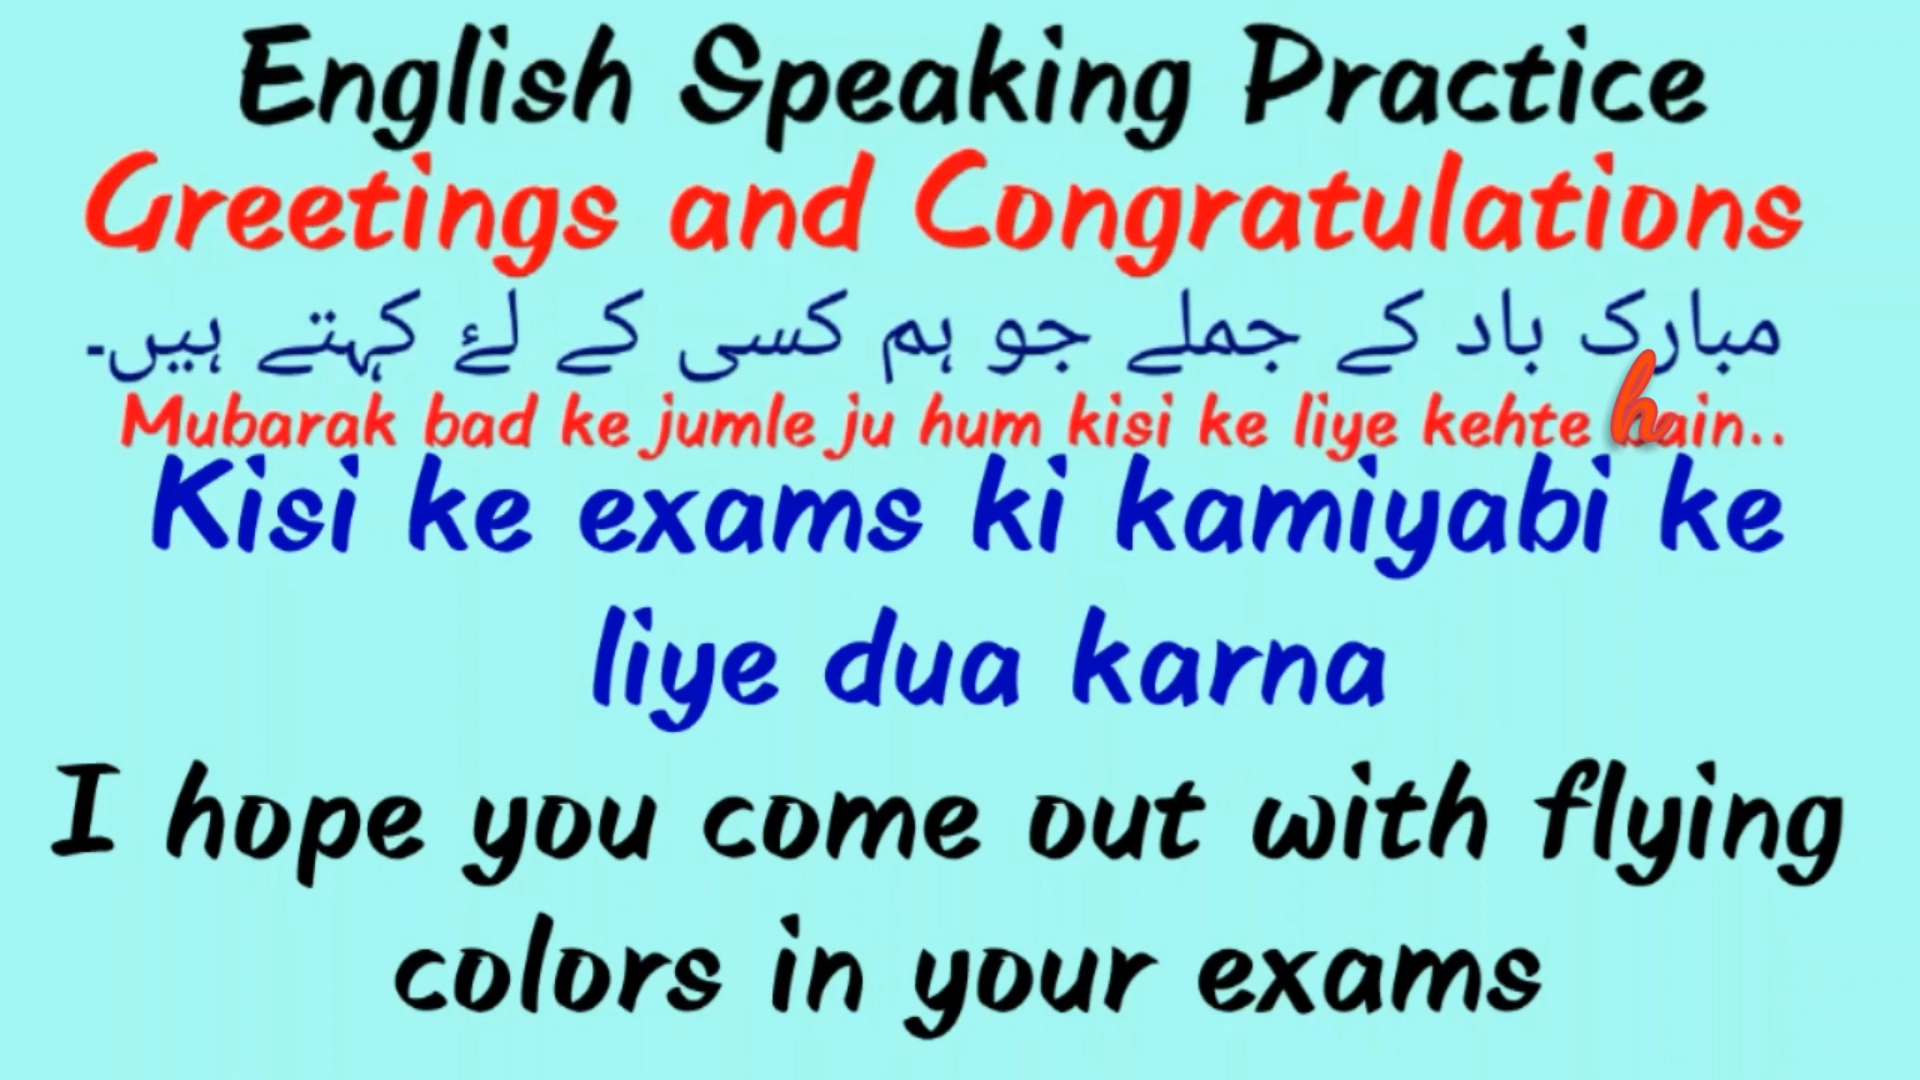 English Speaking Practice
Greetings and Congratulations
مبارک باد کے جملے جو ہم کسی کے لۓ کہتے ہیں۔
Mubarak bad ke jumle ju hum kisi ke liye kehte hain..
Kisi ke exams ki kamiyabi ke
liye dua karna
I hope you come out with flying
colors in your exams